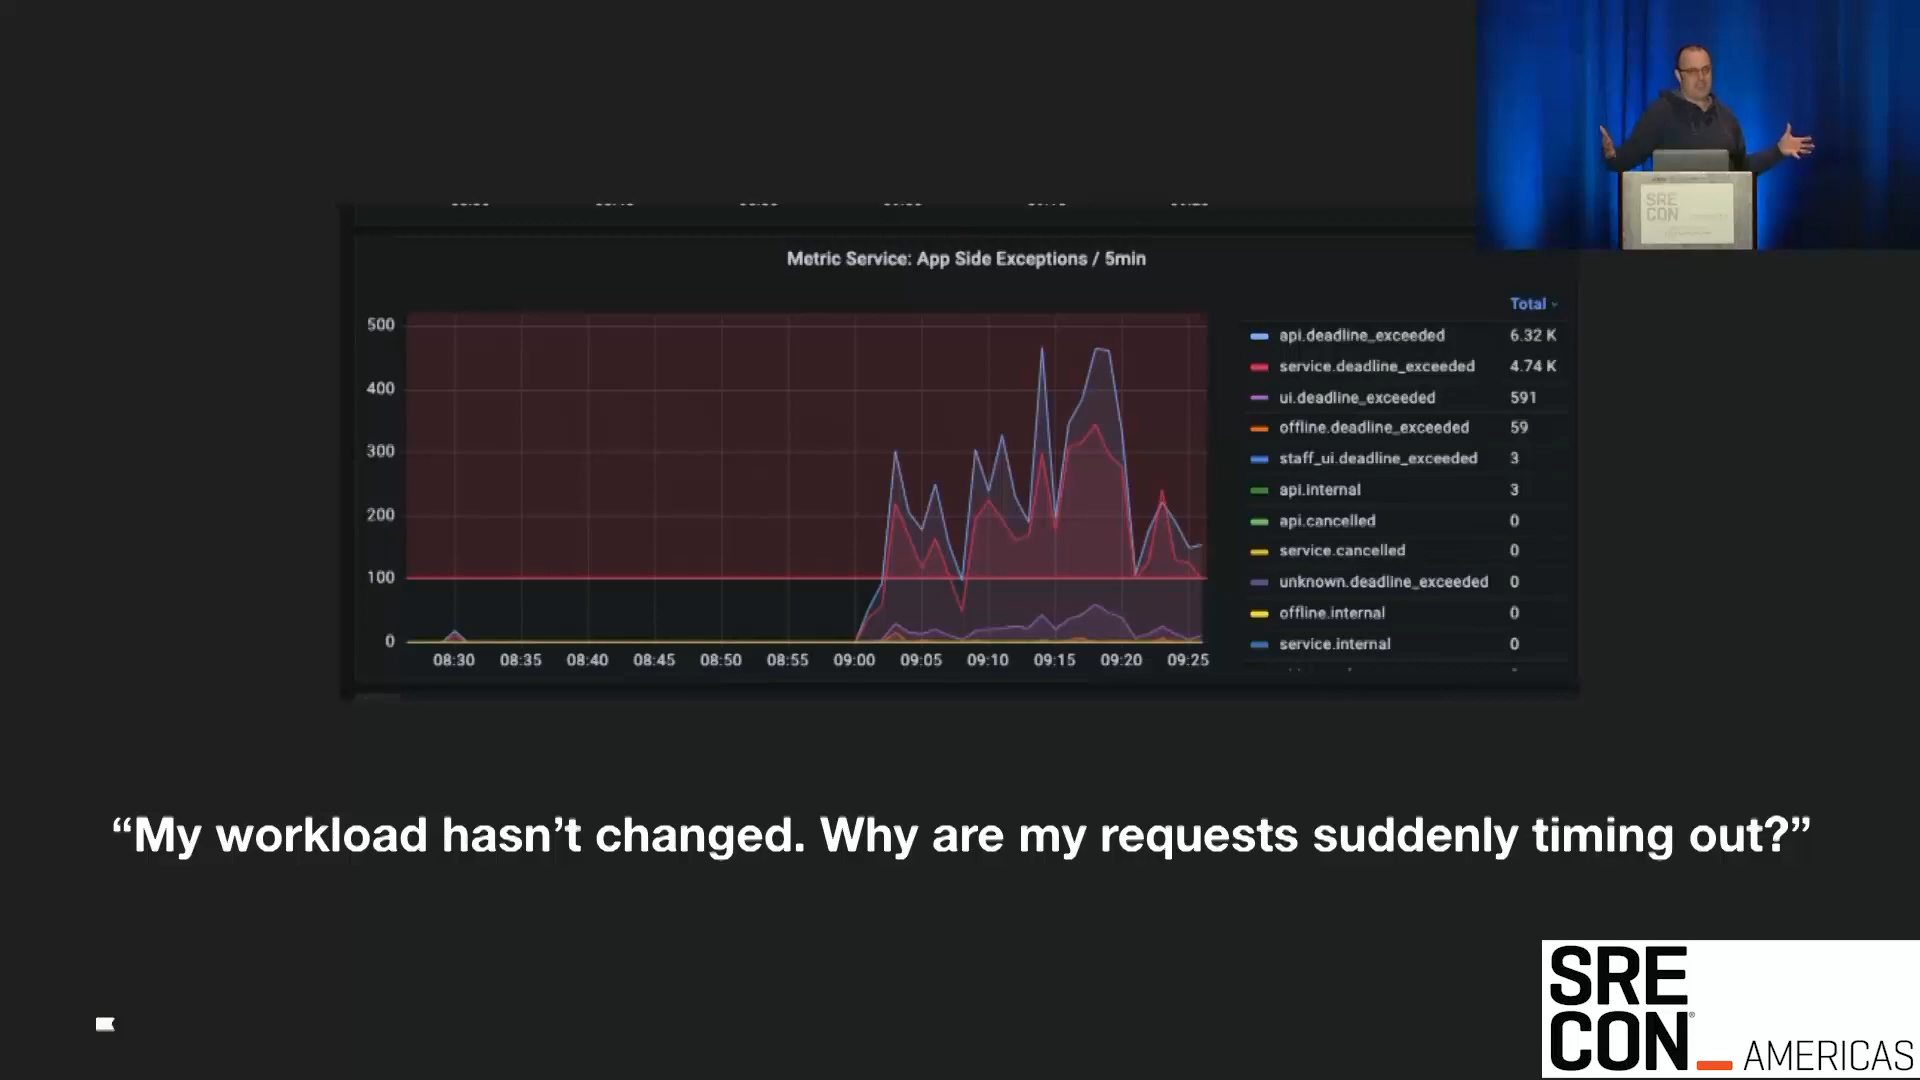 SRE
CON
Metric Service: App Side Exceptions / 5min
Total
500
400
300
200
100
0
08:30 08:35 08:40 08:45 08:50 08:55 09:00 09:05 09:10 09:15 09:20 09:25
api.deadline_exceeded 6.32 K
service.deadline_exceeded 4.74 K
ui.deadline_exceeded 591
offline.deadline_exceeded 59
staff_ui.deadline_exceeded 3
api.internal 3
api.cancelled 0
service.cancelled 0
unknown.deadline_exceeded 0
offline.internal 0
service.internal 0
“My workload hasn’t changed. Why are my requests suddenly timing out?”
SRE
CON® AMERICAS